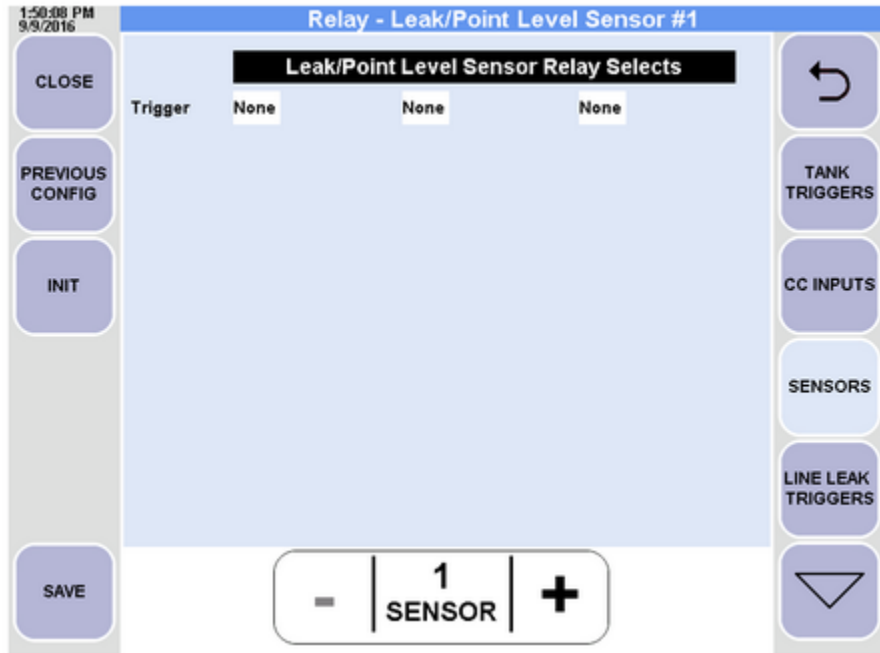 1:50:08 PM
9/9/2016
Relay - Leak/Point Level Sensor #1
CLOSE
PREVIOUS
CONFIG
INIT
SAVE
Leak/Point Level Sensor Relay Selects
Trigger None None None
- 1 +
SENSOR
TANK
TRIGGERS
CC INPUTS
SENSORS
LINE LEAK
TRIGGERS